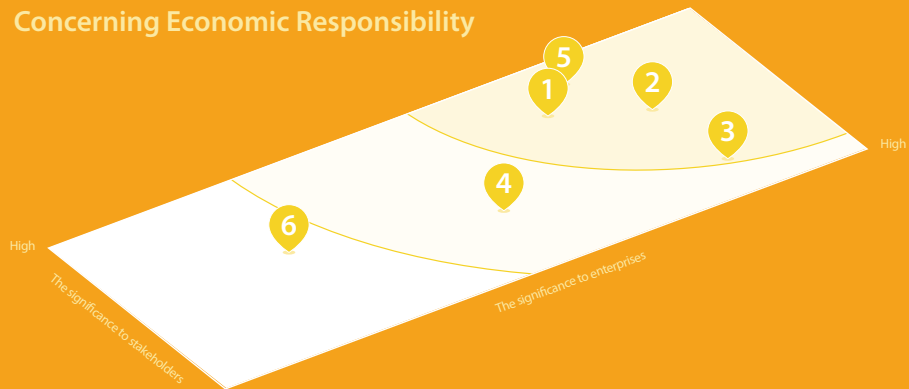 Concerning Economic Responsibility
5
1
2
3
High
4
6
High
The significance to enterprises
The significance to stakeholders